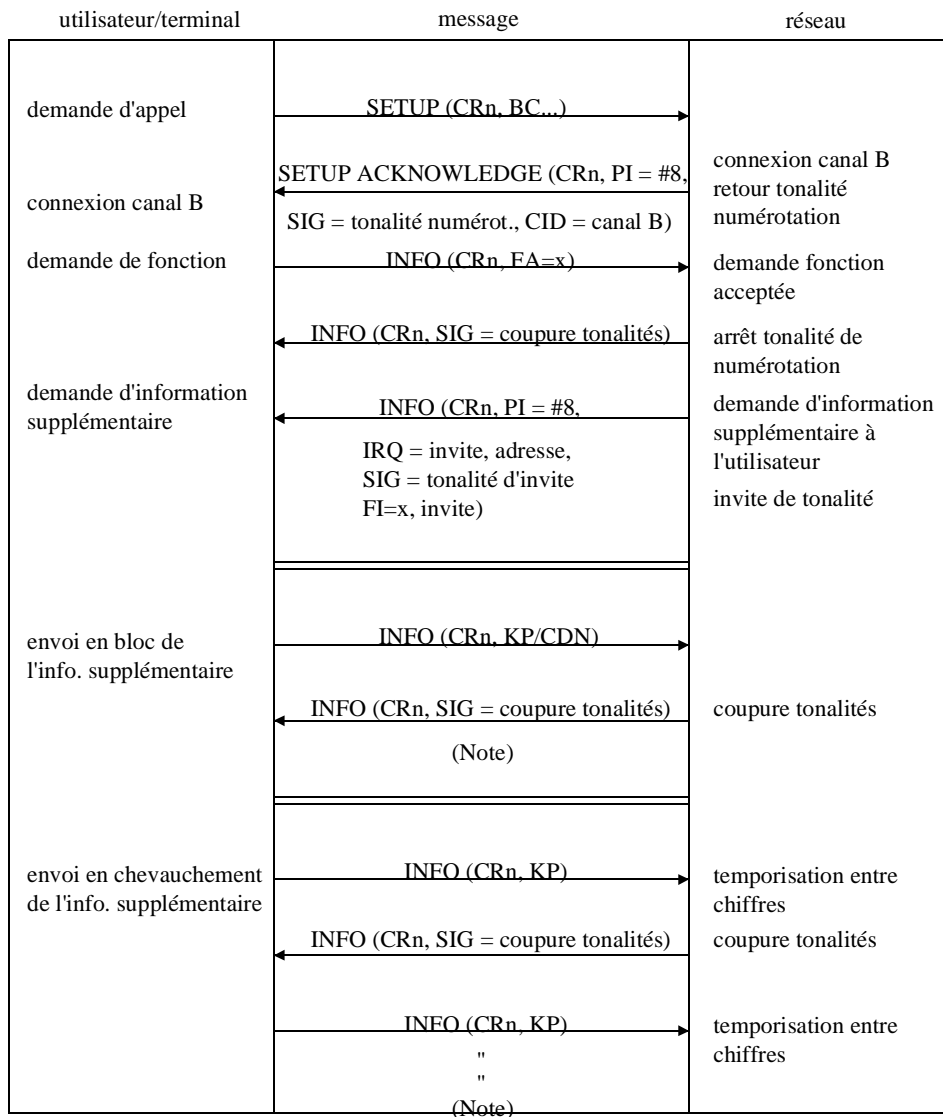 utilisateur/terminal message réseau
demande d'appel SETUP (CRn, BC...)
SETUP ACKNOWLEDGE (CRn, PI = #8, connexion canal B
retour tonalité
connexion canal B numérotation
SIG = tonalité numérot., CID = canal B)
demande de fonction INFO (CRn, FA=x) demande fonction
acceptée
INFO (CRn, SIG = coupure tonalités) arrêt tonalité de
numérotation
demande d'information
supplémentaire INFO (CRn, PI = #8, demande d'information
supplémentaire à
IRQ = invite, adresse, l'utilisateur
SIG = tonalité d'invite
FI=x, invite) invite de tonalité
envoi en bloc de INFO (CRn, KP/CDN)
l'info. supplémentaire
INFO (CRn, SIG = coupure tonalités) coupure tonalités
(Note)
envoi en chevauchement INFO (CRn, KP) temporisation entre
de l'info. supplémentaire chiffres
INFO (CRn, SIG = coupure tonalités) coupure tonalités
INFO (CRn, KP) temporisation entre
chiffres
"
"
(Note)